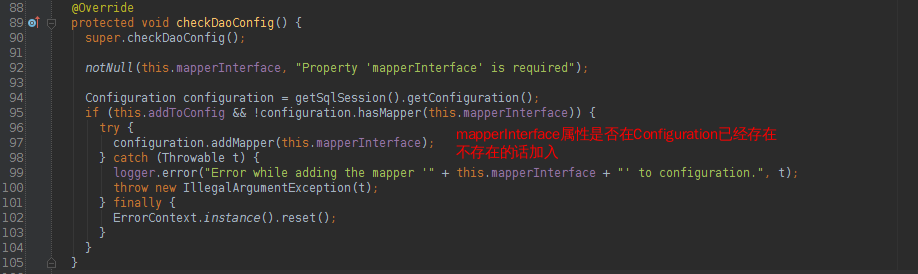 88 @Override
89 protected void checkDaoConfig() {
90 super.checkDaoConfig();
91
92 notNull(this.mapperInterface, "Property 'mapperInterface' is required");
93
94 Configuration configuration = getSqlSession().getConfiguration();
95 if (this.addToConfig && !configuration.hasMapper(this.mapperInterface)) {
96 try {
97 configuration.addMapper(this.mapperInterface);
mapperInterface属性是否在Configuration已经存在
不存在的话加入
98 } catch (Throwable t) {
99 logger.error("Error while adding the mapper '" + this.mapperInterface + "' to configuration.", t);
100 throw new IllegalArgumentException(t);
101 } finally {
102 ErrorContext.instance().reset();
103 }
104 }
105 }